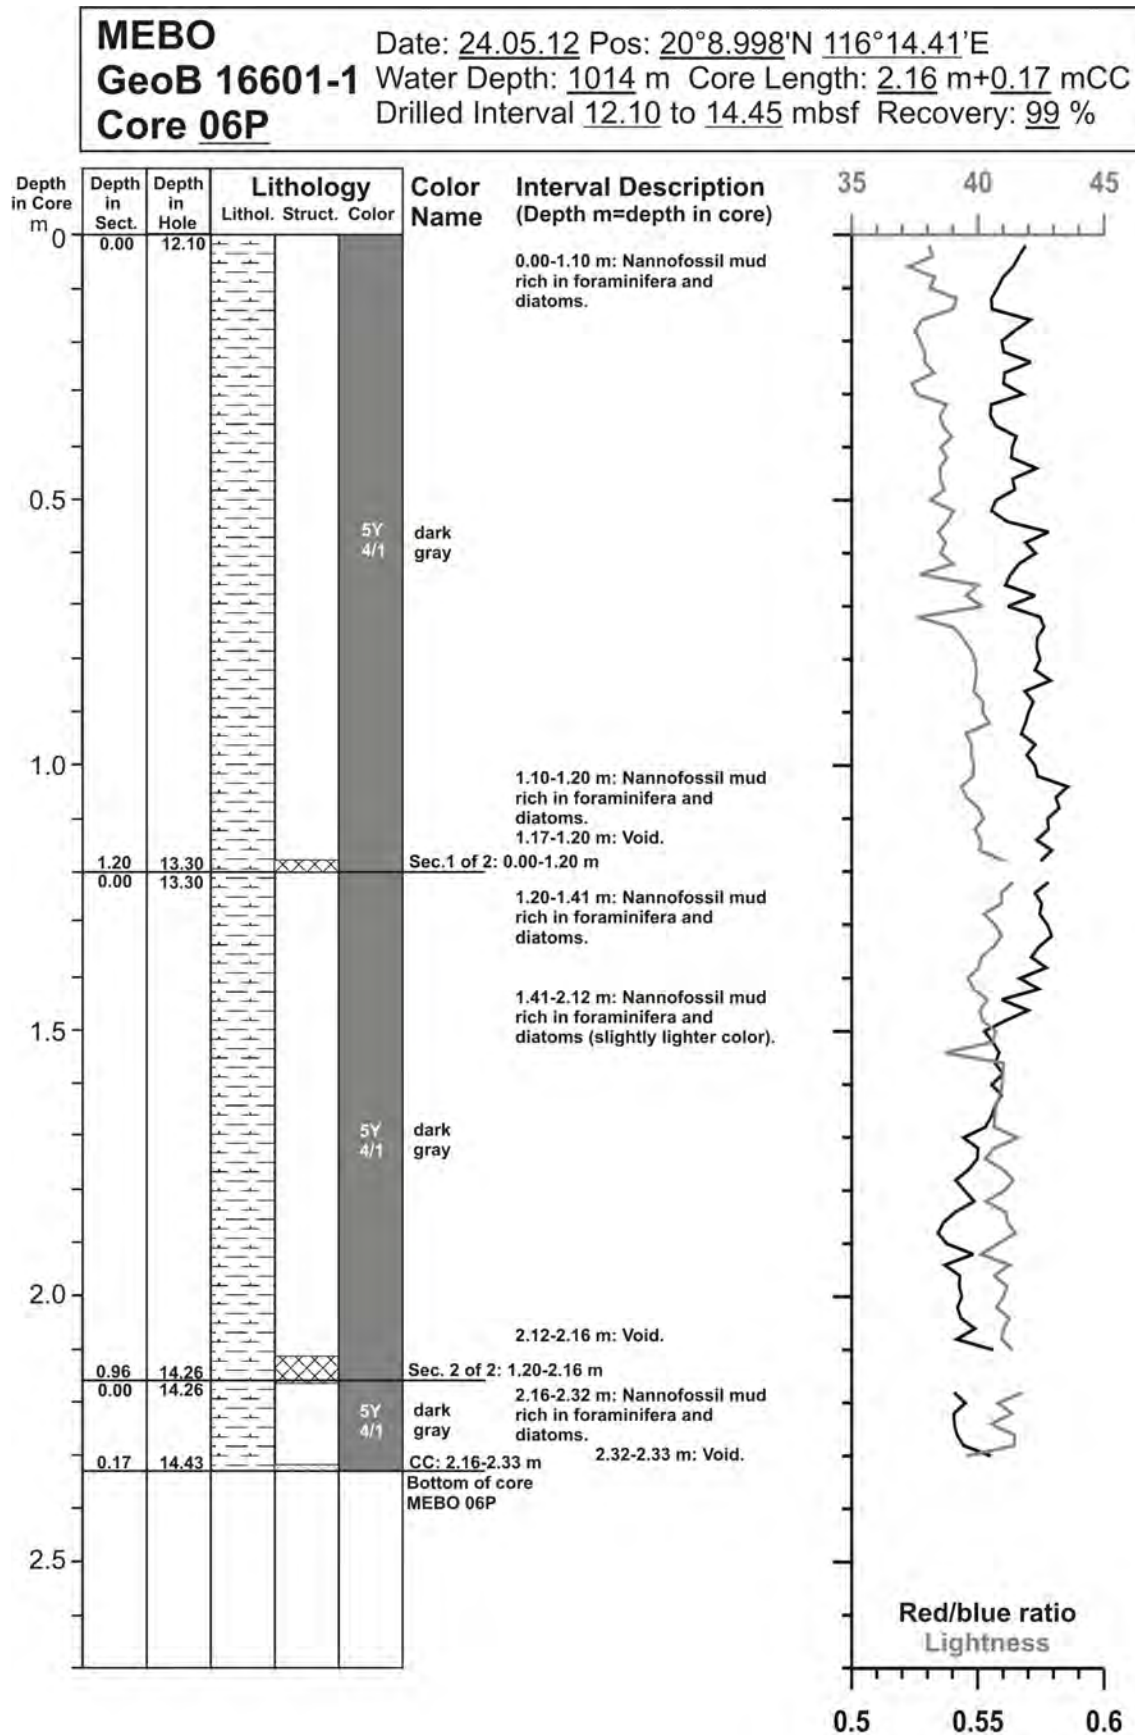 MEBO
GeoB 16601-1
Core 06P
Date: 24.05.12 Pos: 20°8.998'N 116°14.41'E
Water Depth: 1014 m Core Length: 2.16 m+0.17 mCC
Drilled Interval 12.10 to 14.45 mbsf Recovery: 99 %
Depth in Core m
Depth in Sect.
Depth in Hole
Lithology
Lithol. Struct. Color
Color Name
Interval Description
(Depth m=depth in core)
35 40 45
0
0.00 12.10
0.00-1.10 m: Nannofossil mud
rich in foraminifera and
diatoms.
0.5
5Y
4/1
dark
gray
1.0
1.10-1.20 m: Nannofossil mud
rich in foraminifera and
diatoms.
1.17-1.20 m: Void.
1.20 13.30
Sec.1 of 2: 0.00-1.20 m
0.00 13.30
1.20-1.41 m: Nannofossil mud
rich in foraminifera and
diatoms.
1.41-2.12 m: Nannofossil mud
rich in foraminifera and
diatoms (slightly lighter color).
1.5
5Y
4/1
dark
gray
2.0
2.12-2.16 m: Void.
0.96 14.26
Sec. 2 of 2: 1.20-2.16 m
0.00 14.26
2.16-2.32 m: Nannofossil mud
rich in foraminifera and
diatoms.
5Y
4/1
dark
gray
2.32-2.33 m: Void.
0.17 14.43
CC: 2.16-2.33 m
Bottom of core
MEBO 06P
2.5
Red/blue ratio
Lightness
0.5 0.55 0.6